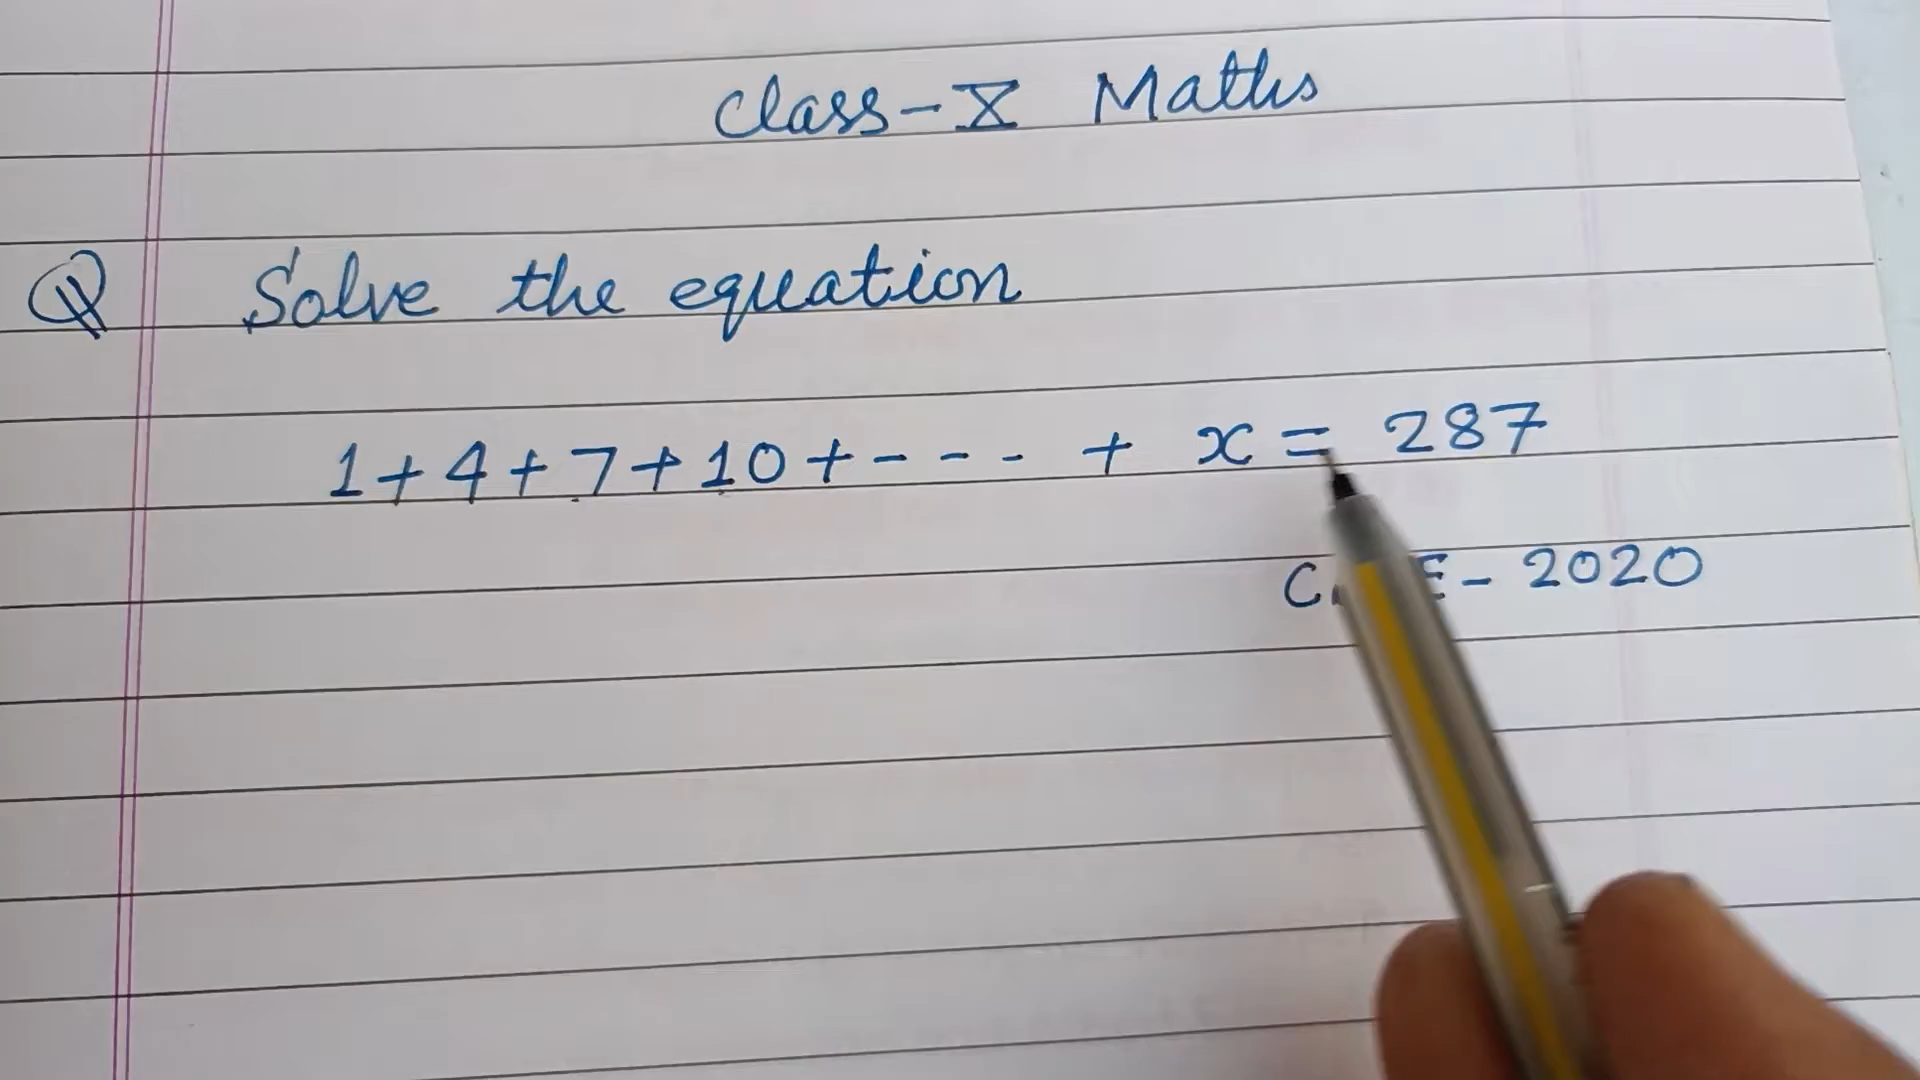 Class-X Maths
Q Solve the equation
1+4+7+10+---- + x = 287
- 2020